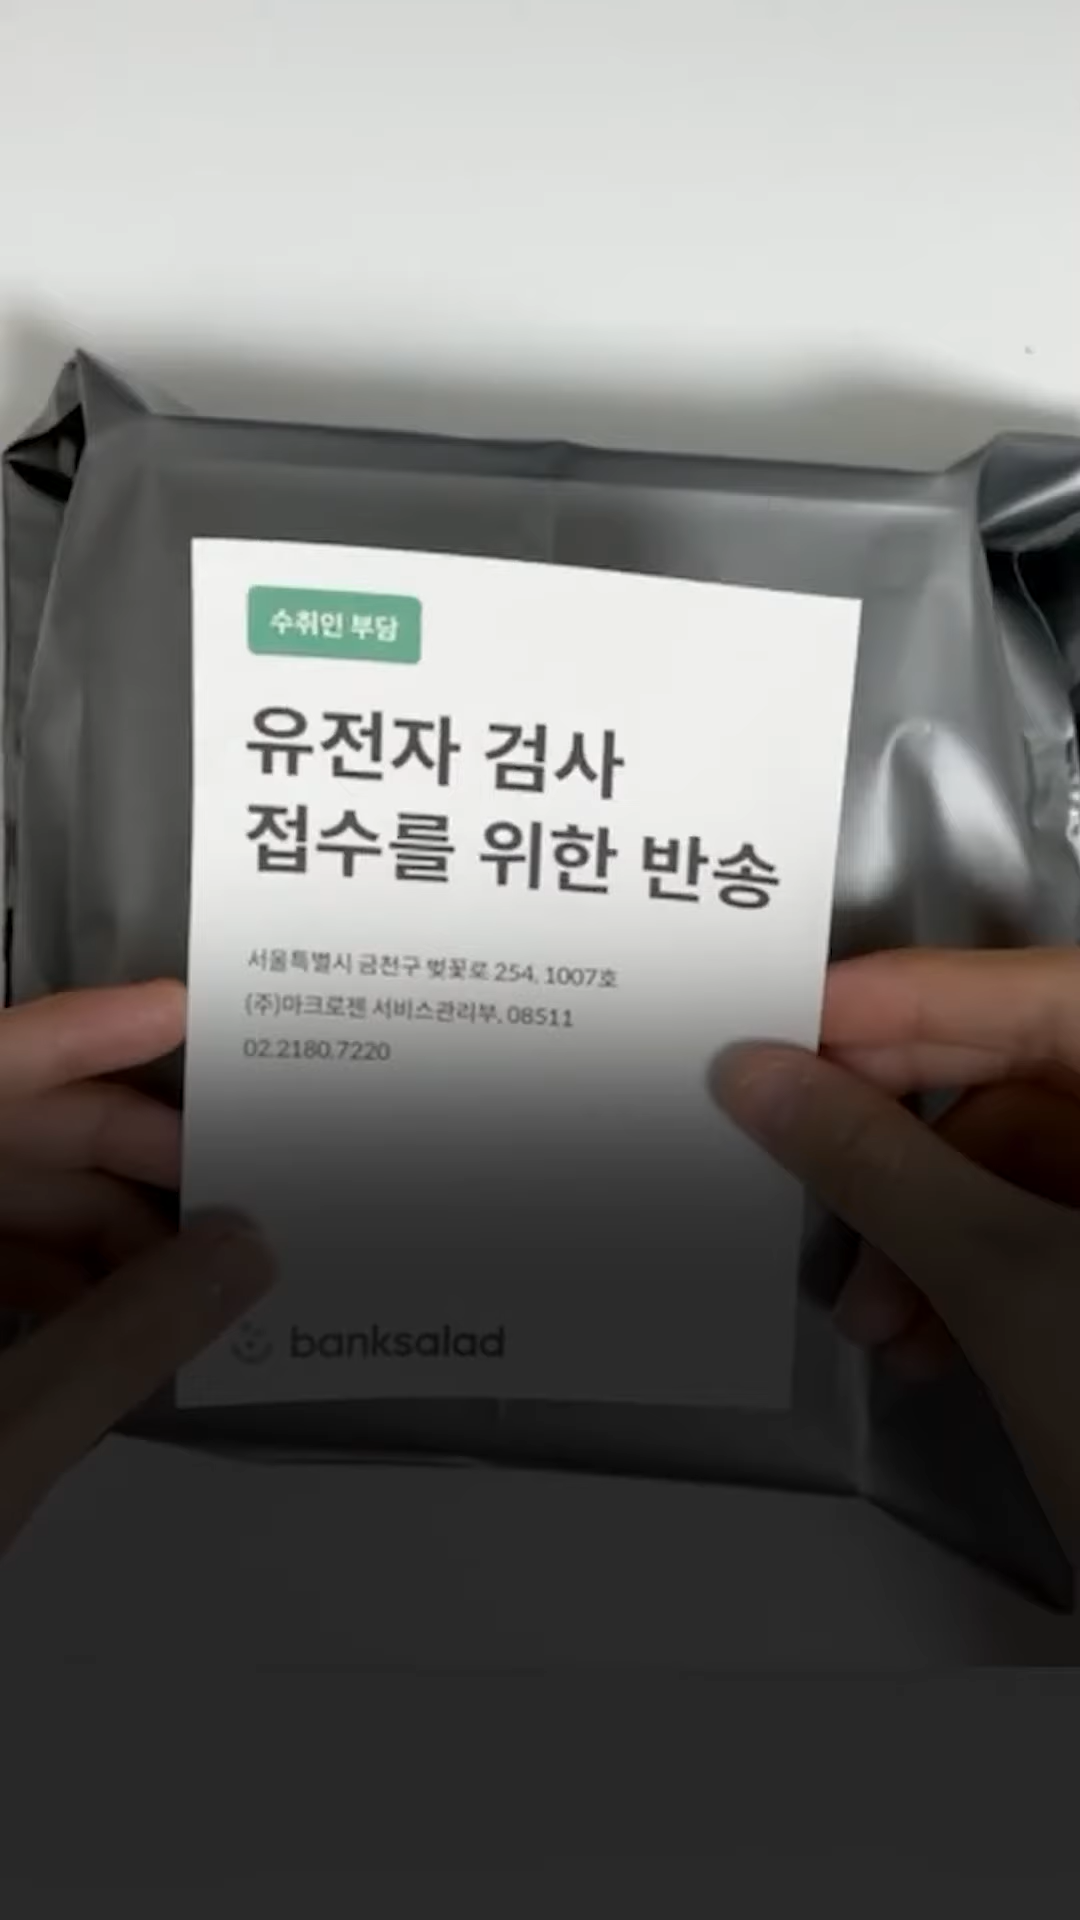 수취인 부담
유전자 검사
접수를 위한 반송
서울특별시 금천구 벚꽃로 254, 1007호
(주)마크로젠 서비스관리부, 08511
02.2180.7220
banksalad